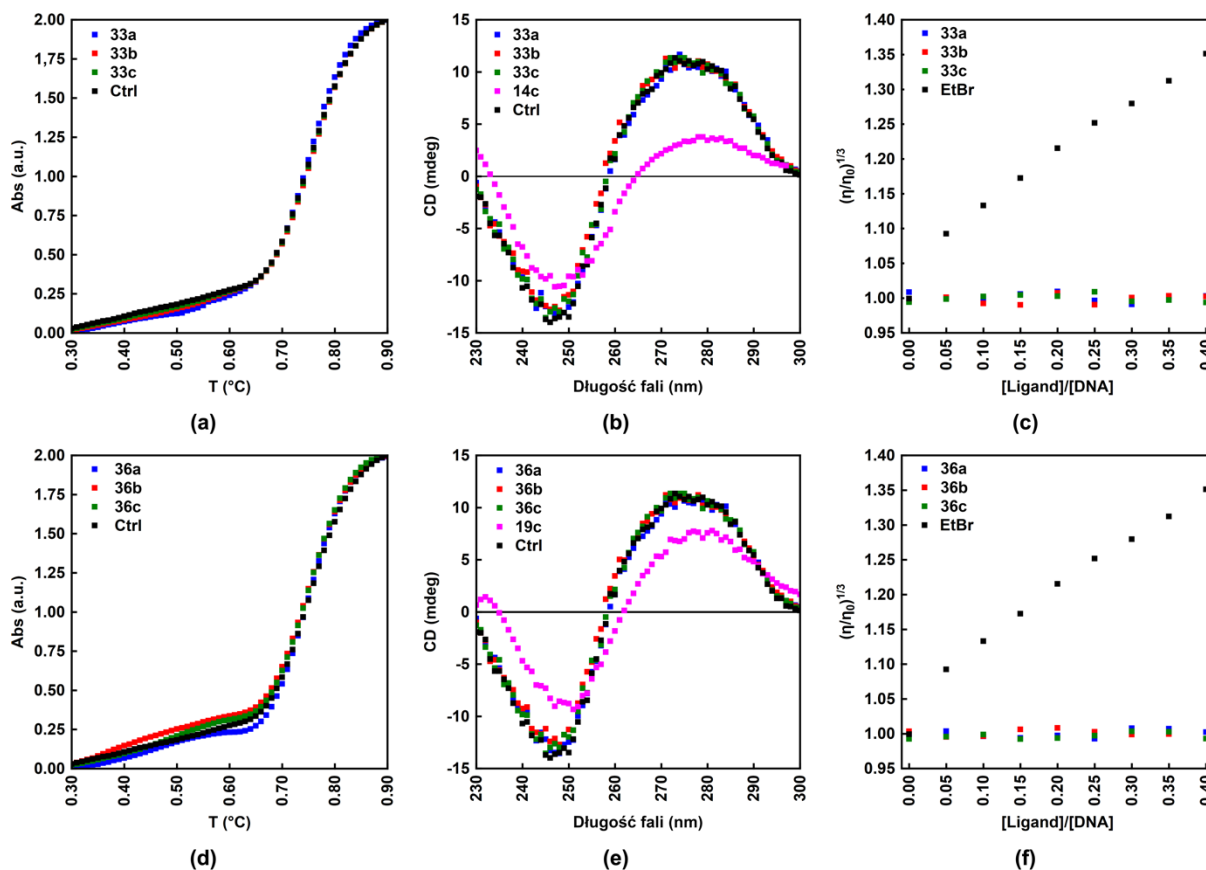 2.00
1.75
1.50
1.25
1.00
0.75
0.50
0.25
0.00
Abs (a.u.)
33a
33b
33c
Ctrl
0.30
0.40
0.50
0.60
0.70
0.80
0.90
T (°C)
(a)
15
10
5
0
-5
-10
-15
CD (mdeg)
33a
33b
33c
14c
Ctrl
230
240
250
260
270
280
290
300
Długość fali (nm)
(b)
1.40
1.35
1.30
1.25
1.20
1.15
1.10
1.05
1.00
0.95
(η/η₀)¹/³
33a
33b
33c
EtBr
0.00
0.05
0.10
0.15
0.20
0.25
0.30
0.35
0.40
[Ligand]/[DNA]
(c)
2.00
1.75
1.50
1.25
1.00
0.75
0.50
0.25
0.00
Abs (a.u.)
36a
36b
36c
Ctrl
0.30
0.40
0.50
0.60
0.70
0.80
0.90
T (°C)
(d)
15
10
5
0
-5
-10
-15
CD (mdeg)
36a
36b
36c
19c
Ctrl
230
240
250
260
270
280
290
300
Długość fali (nm)
(e)
1.40
1.35
1.30
1.25
1.20
1.15
1.10
1.05
1.00
0.95
(η/η₀)¹/³
36a
36b
36c
EtBr
0.00
0.05
0.10
0.15
0.20
0.25
0.30
0.35
0.40
[Ligand]/[DNA]
(f)